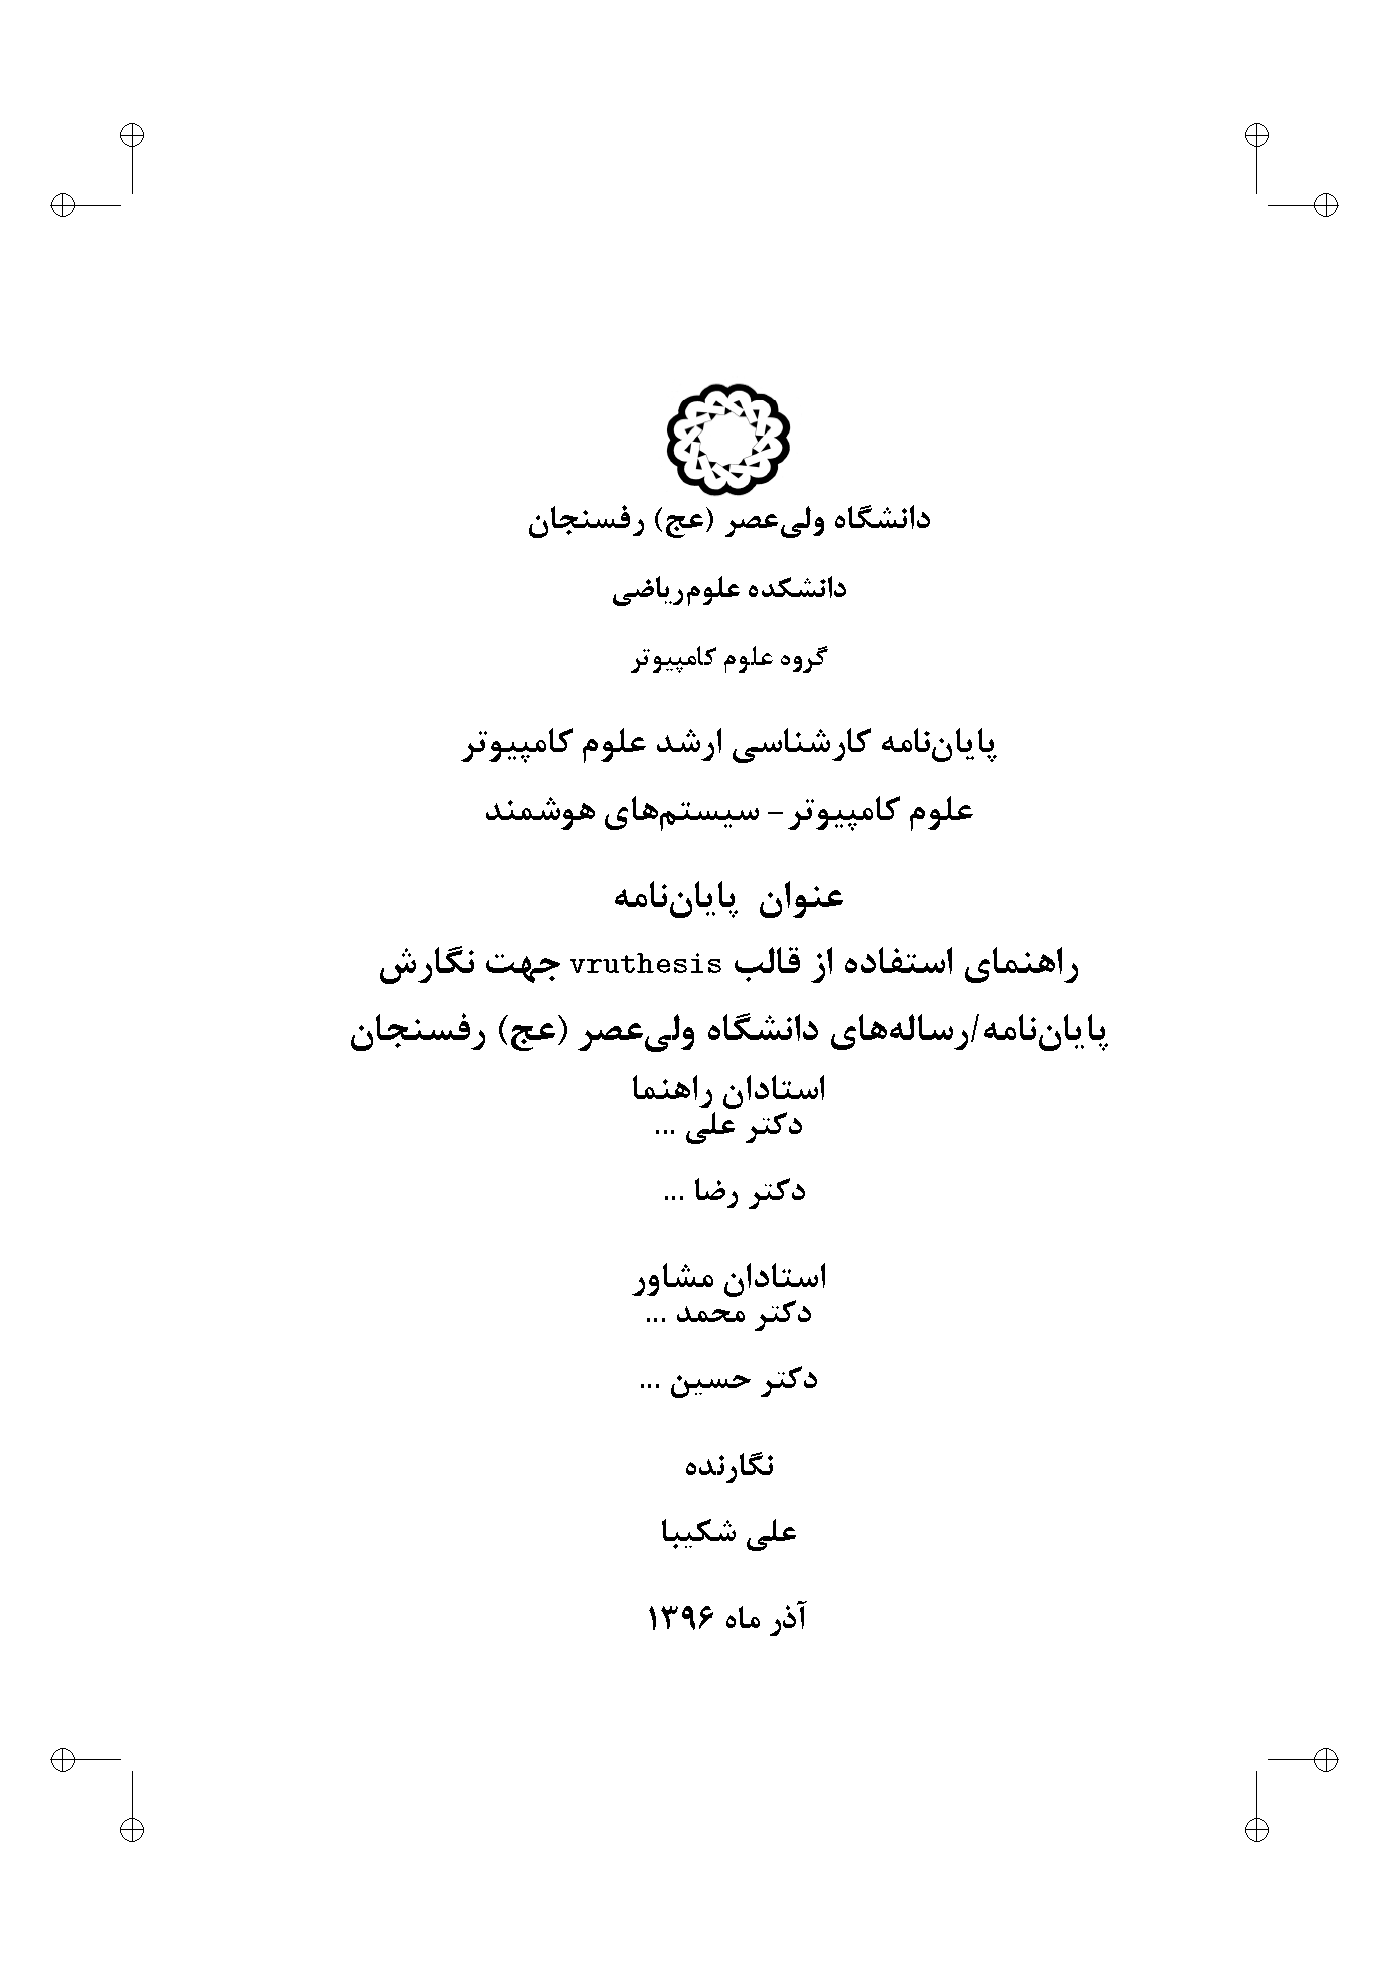 دانشگاه ولی‌عصر (عج) رفسنجان
دانشکده علوم‌ریاضی
گروه علوم کامپیوتر
پایان‌نامه کارشناسی ارشد علوم کامپیوتر
علوم کامپیوتر – سیستم‌های هوشمند
عنوان پایان‌نامه
راهنمای استفاده از قالب vruthesis جهت نگارش
پایان‌نامه/رساله‌های دانشگاه ولی‌عصر (عج) رفسنجان
استادان راهنما
دکتر علی ...
دکتر رضا ...
استادان مشاور
دکتر محمد ...
دکتر حسین ...
نگارنده
علی شکیبا
آذر ماه ۱۳۹۶